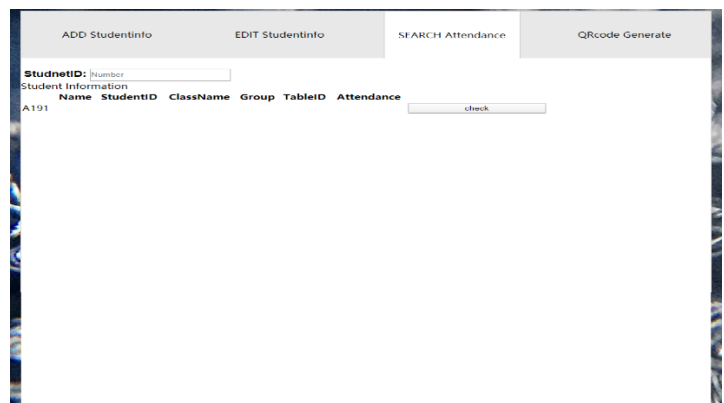 ADD Studentinfo EDIT Studentinfo SEARCH Attendance QRcode Generate
StudnetID: Number
Student Information
Name StudentID ClassName Group TableID Attendance
A191 check